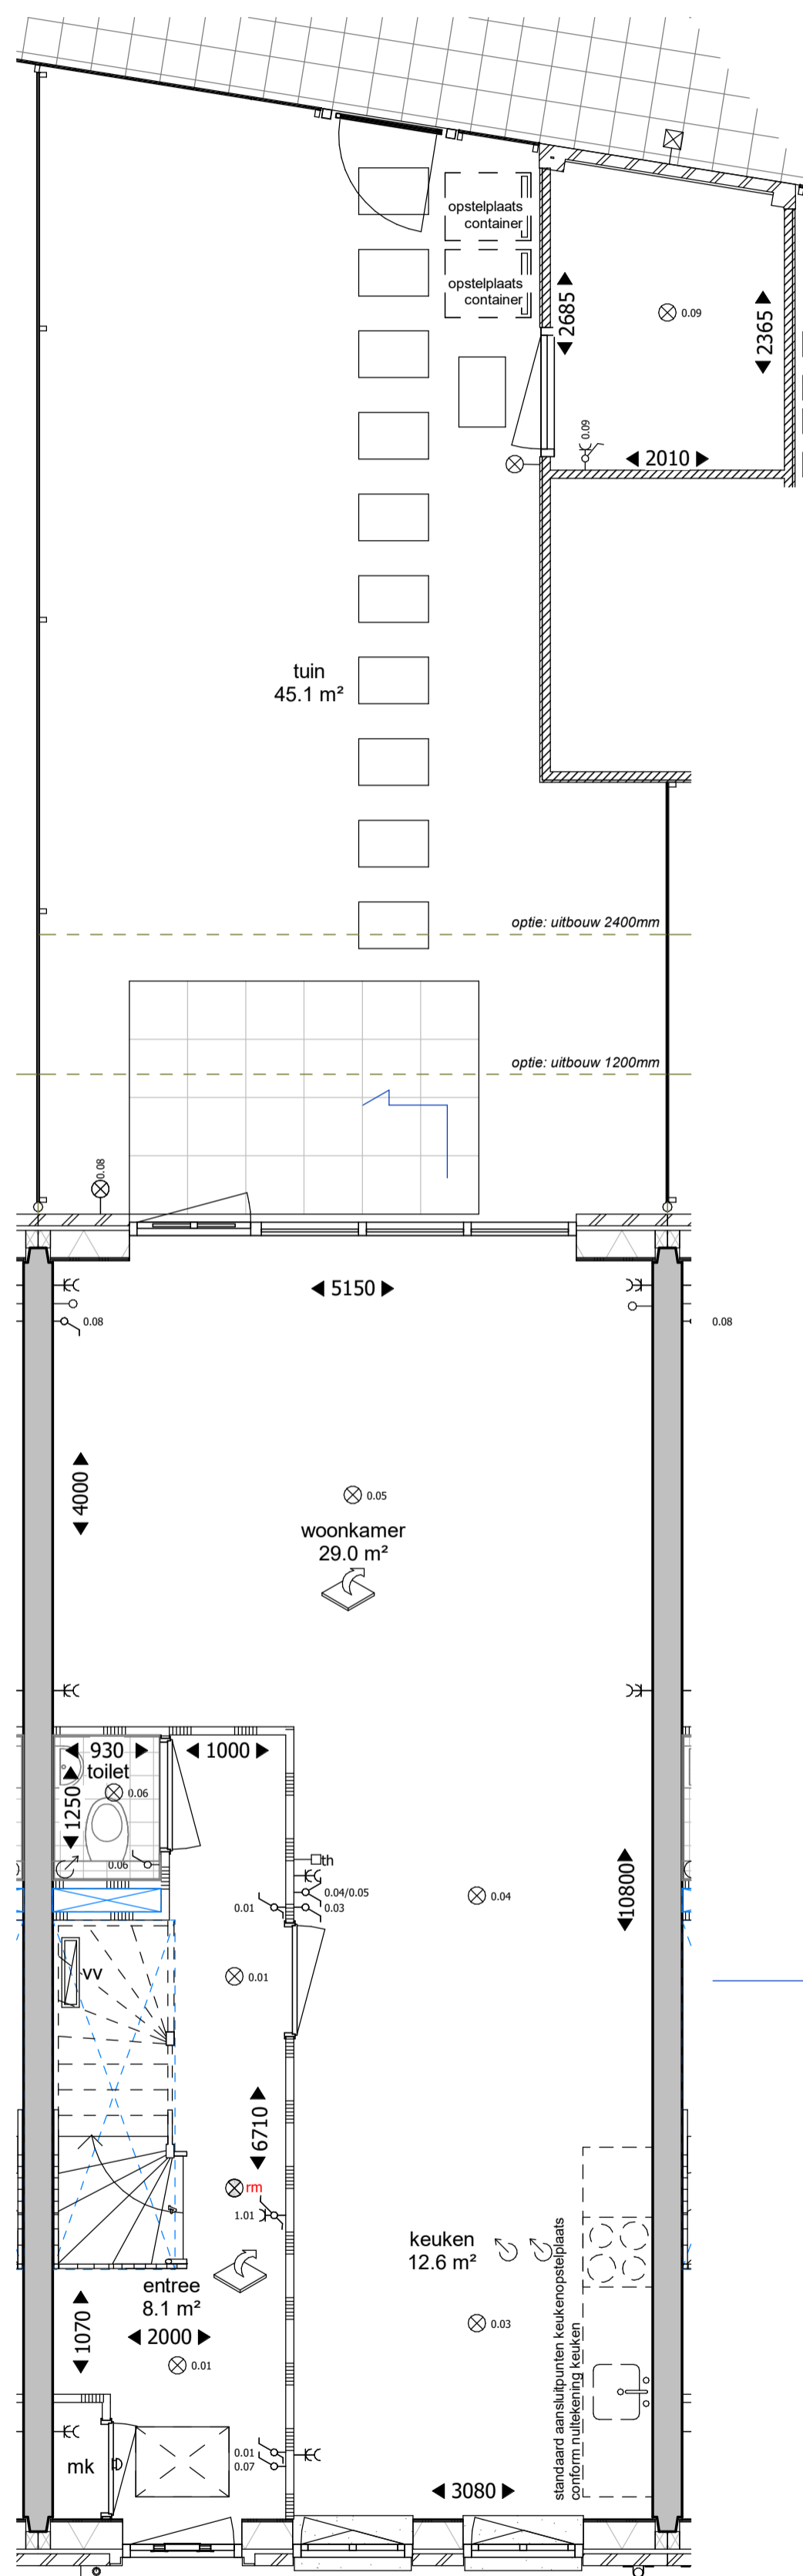 opstelplaats
container
opstelplaats
container
2685
0.09
2365
0.09
2010
tuin
45.1 m²
optie: uitbouw 2400mm
optie: uitbouw 1200mm
0.08
5150
0.08
0.08
4000
0.05
woonkamer
29.0 m²
930
1000
toilet
0.06
1250
0.06
th
0.04/0.05
0.01
0.03
0.04
10800
vv
0.01
6710
rm
1.01
keuken
12.6 m²
standaard aansluitpunten keukenopstelplaats
conform nultekening keuken
entree
8.1 m²
0.03
1070
2000
0.01
0.01
0.07
mk
3080